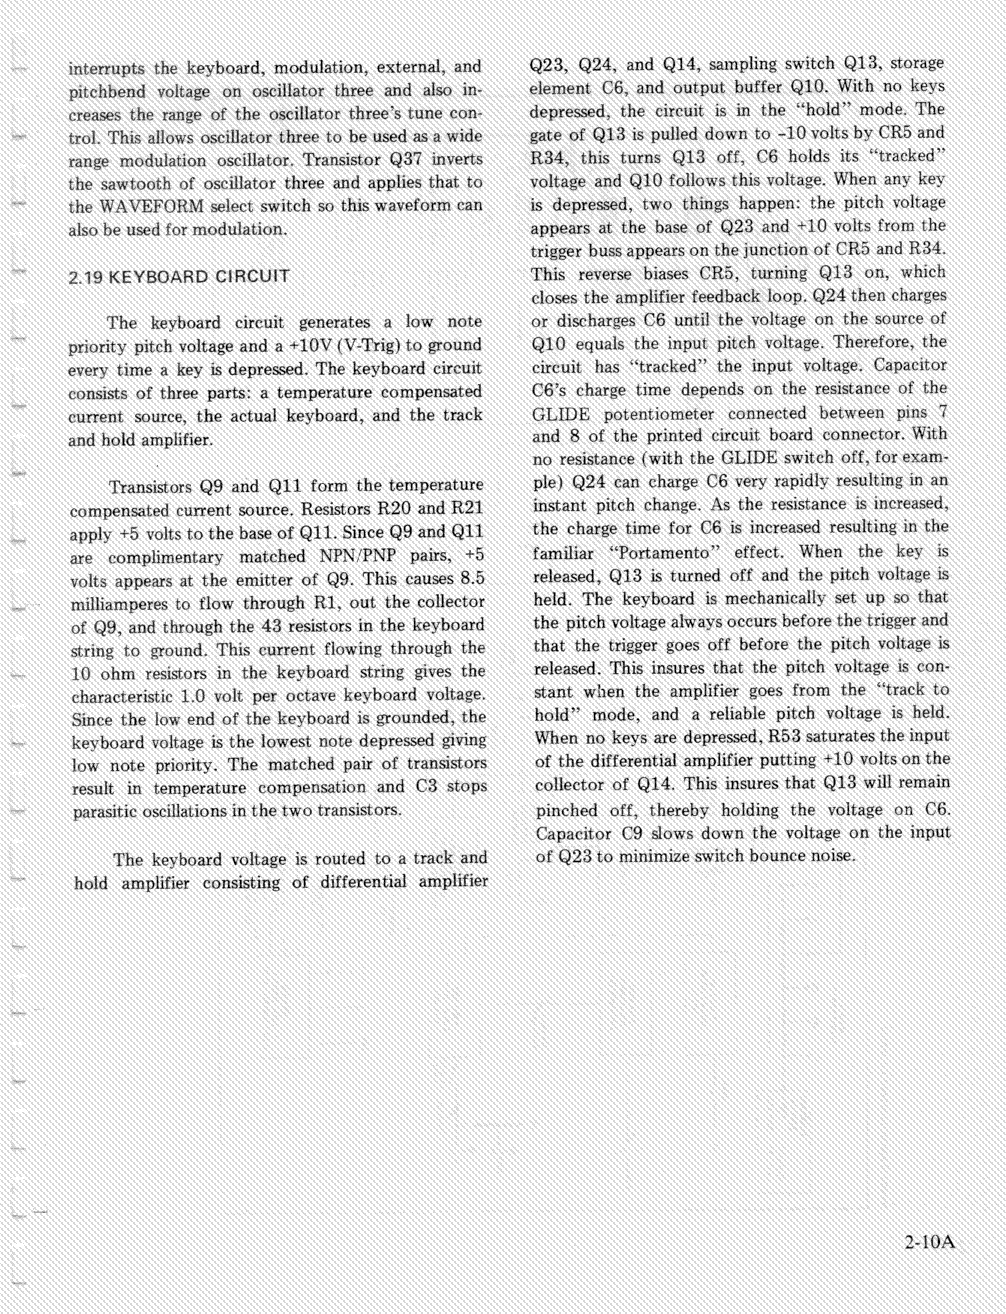 interrupts the keyboard, modulation, external, and
pitchbend voltage on oscillator three and also in-
creases the range of the oscillator three's tune con-
trol. This allows oscillator three to be used as a wide
range modulation oscillator. Transistor Q37 inverts
the sawtooth of oscillator three and applies that to
the WAVEFORM select switch so this waveform can
also be used for modulation.
2.19 KEYBOARD CIRCUIT
The keyboard circuit generates a low note
priority pitch voltage and a +10V (V-Trig) to ground
every time a key is depressed. The keyboard circuit
consists of three parts: a temperature compensated
current source, the actual keyboard, and the track
and hold amplifier.
Transistors Q9 and Q11 form the temperature
compensated current source. Resistors R20 and R21
apply +5 volts to the base of Q11. Since Q9 and Q11
are complimentary matched NPN/PNP pairs, +5
volts appears at the emitter of Q9. This causes 8.5
milliamperes to flow through R1, out the collector
of Q9, and through the 43 resistors in the keyboard
string to ground. This current flowing through the
10 ohm resistors in the keyboard string gives the
characteristic 1.0 volt per octave keyboard voltage.
Since the low end of the keyboard is grounded, the
keyboard voltage is the lowest note depressed giving
low note priority. The matched pair of transistors
result in temperature compensation and C3 stops
parasitic oscillations in the two transistors.
The keyboard voltage is routed to a track and
hold amplifier consisting of differential amplifier
Q23, Q24, and Q14, sampling switch Q13, storage
element C6, and output buffer Q10. With no keys
depressed, the circuit is in the "hold" mode. The
gate of Q13 is pulled down to -10 volts by CR5 and
R34, this turns Q13 off, C6 holds its "tracked"
voltage and Q10 follows this voltage. When any key
is depressed, two things happen: the pitch voltage
appears at the base of Q23 and +10 volts from the
trigger buss appears on the junction of CR5 and R34.
This reverse biases CR5, turning Q13 on, which
closes the amplifier feedback loop. Q24 then charges
or discharges C6 until the voltage on the source of
Q10 equals the input pitch voltage. Therefore, the
circuit has "tracked" the input voltage. Capacitor
C6's charge time depends on the resistance of the
GLIDE potentiometer connected between pins 7
and 8 of the printed circuit board connector. With
no resistance (with the GLIDE switch off, for exam-
ple) Q24 can charge C6 very rapidly resulting in an
instant pitch change. As the resistance is increased,
the charge time for C6 is increased resulting in the
familiar "Portamento" effect. When the key is
released, Q13 is turned off and the pitch voltage is
held. The keyboard is mechanically set up so that
the pitch voltage always occurs before the trigger and
that the trigger goes off before the pitch voltage is
released. This insures that the pitch voltage is con-
stant when the amplifier goes from the "track to
hold" mode, and a reliable pitch voltage is held.
When no keys are depressed, R53 saturates the input
of the differential amplifier putting +10 volts on the
collector of Q14. This insures that Q13 will remain
pinched off, thereby holding the voltage on C6.
Capacitor C9 slows down the voltage on the input
of Q23 to minimize switch bounce noise.
2-10A